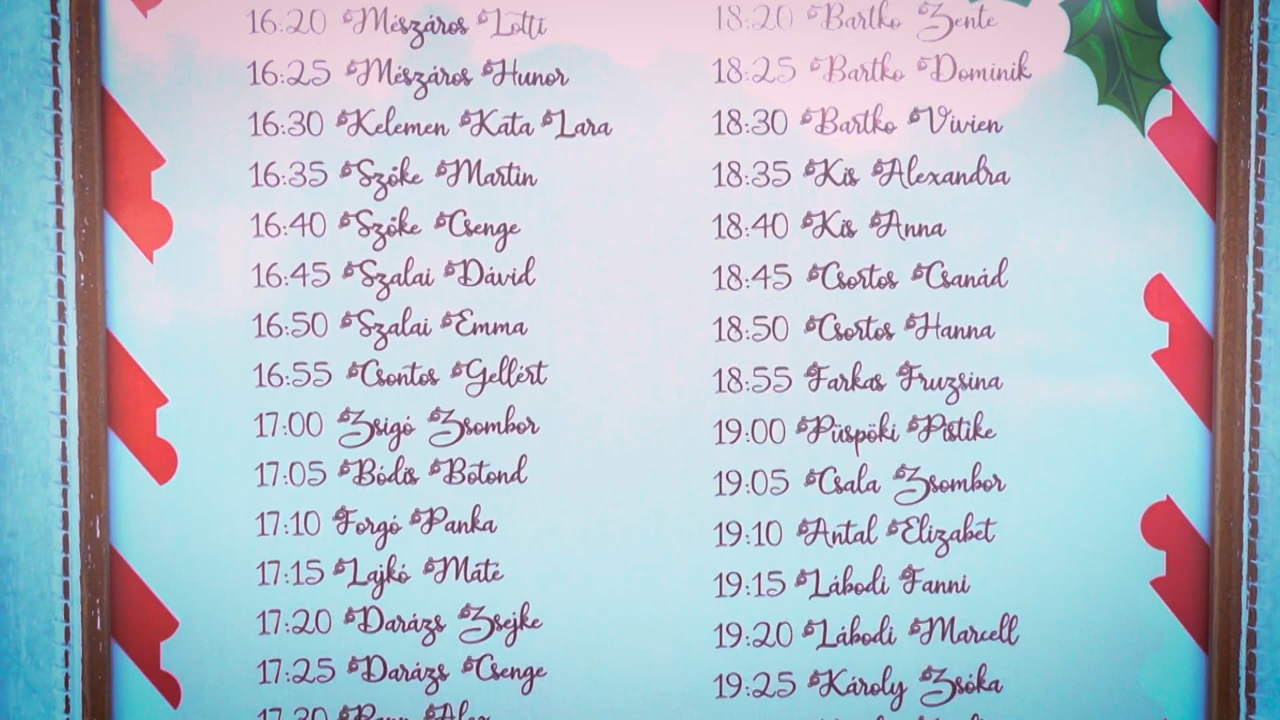 16:20 Mészáros Lotti
16:25 Mészáros Hunor
16:30 Kelemen Kata Lara
16:35 Szőke Martin
16:40 Szőke Csenge
16:45 Szalai Dávid
16:50 Szalai Emma
16:55 Csontos Gellért
17:00 Zsigó Zsombor
17:05 Bódis Botond
17:10 Forgó Panka
17:15 Lajkó Máté
17:20 Darázs Zsejke
17:25 Darázs Csenge
17:30
18:20 Bartko Zente
18:25 Bartko Dominik
18:30 Bartko Vivien
18:35 Kis Alexandra
18:40 Kis Anna
18:45 Csortos Csanád
18:50 Csortos Hanna
18:55 Farkas Fruzsina
19:00 Püspöki Pistike
19:05 Csala Zsombor
19:10 Antal Elizabet
19:15 Lábodi Fanni
19:20 Lábodi Marcell
19:25 Károly Zsóka